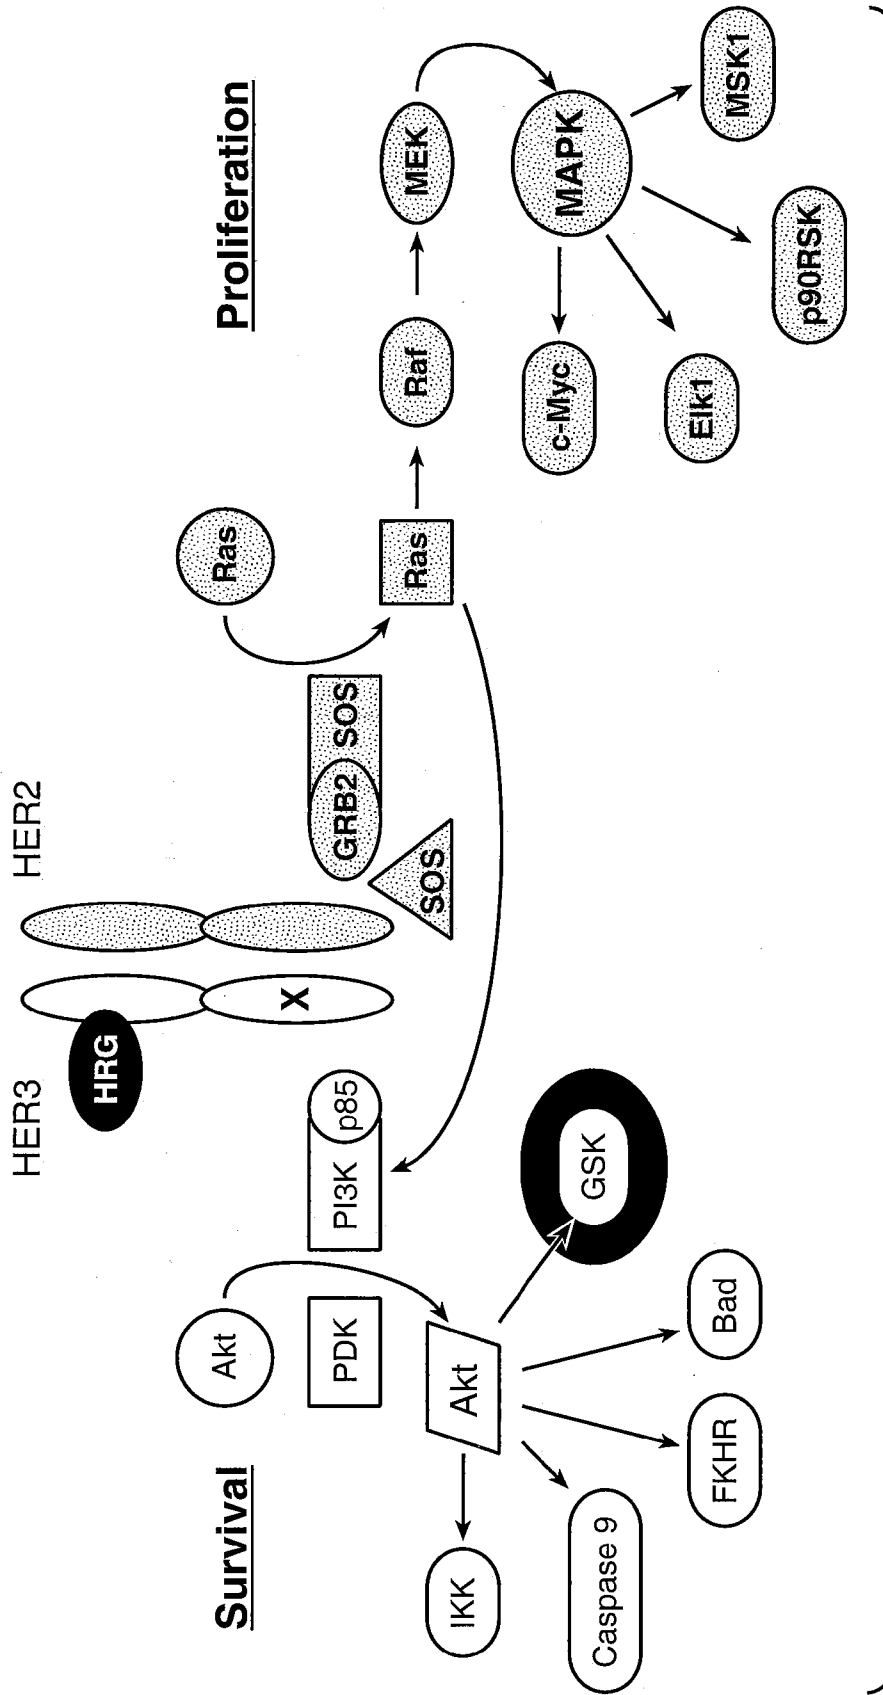 HER3
HER2
HRG
X
Survival
Proliferation
Akt
Ras
PDK
PI3K
p85
GRB2
SOS
SOS
Akt
Ras
Raf
MEK
IKK
GSK
c-Myc
MAPK
Caspase 9
FKHR
Bad
Elk1
p90RSK
MSK1